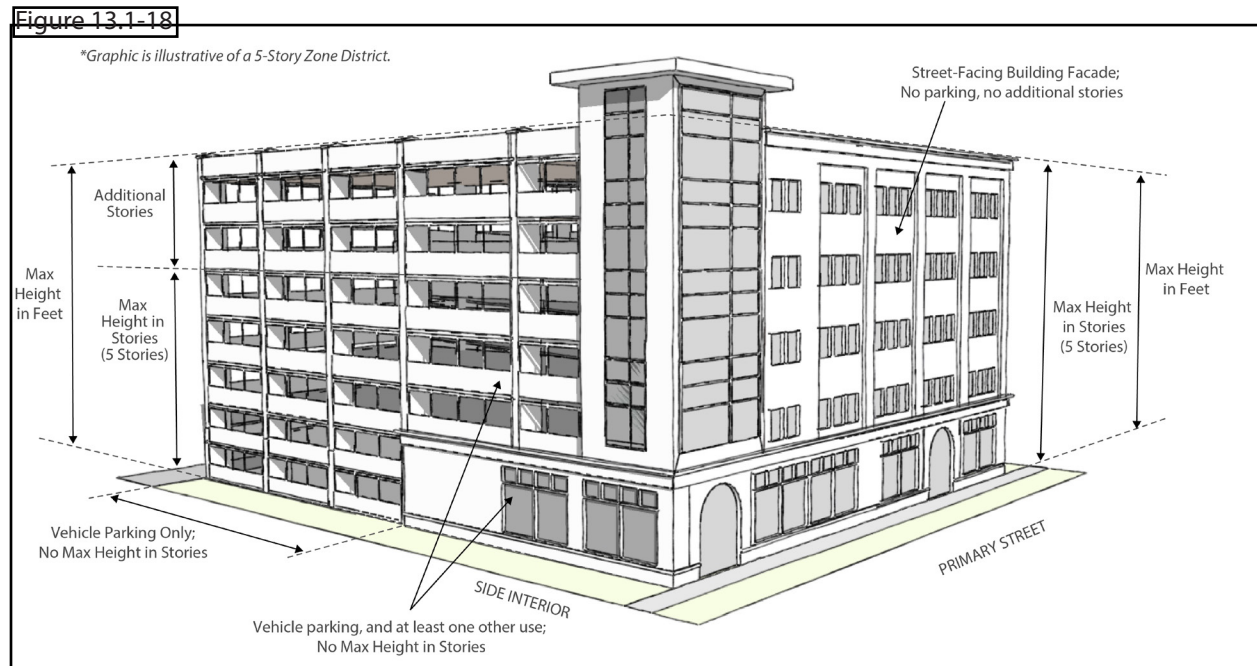 Figure 13.1-18
*Graphic is illustrative of a 5-Story Zone District.
Street-Facing Building Facade;
No parking, no additional stories
Additional
Stories
Max
Height
in Feet
Max
Height in
Stories
(5 Stories)
Max Height
in Stories
(5 Stories)
Max Height
in Feet
Vehicle Parking Only;
No Max Height in Stories
SIDE INTERIOR
PRIMARY STREET
Vehicle parking, and at least one other use;
No Max Height in Stories